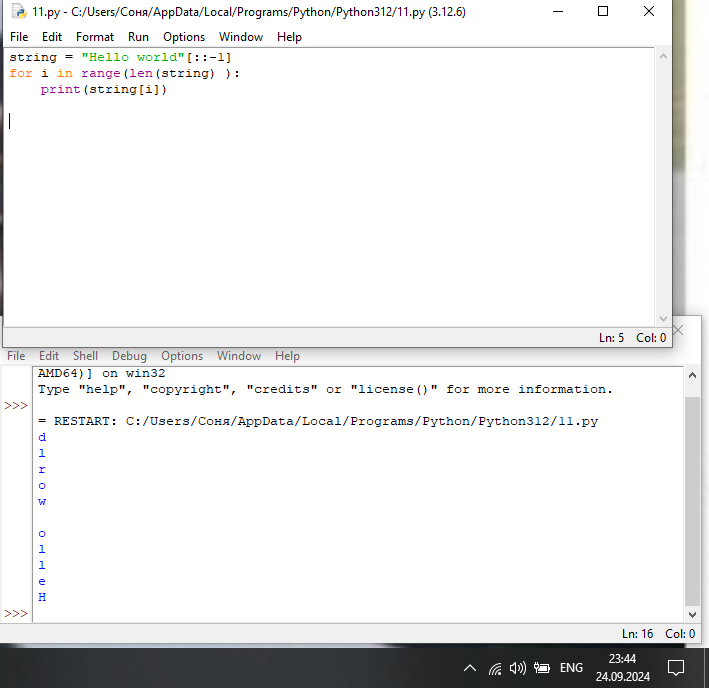 11.py - C:/Users/Соня/AppData/Local/Programs/Python/Python312/11.py (3.12.6)
File Edit Format Run Options Window Help
string = "Hello world"[::-1]
for i in range(len(string) ):
    print(string[i])
Ln: 5 Col: 0
File Edit Shell Debug Options Window Help
AMD64)] on win32
Type "help", "copyright", "credits" or "license()" for more information.
>>>
= RESTART: C:/Users/Соня/AppData/Local/Programs/Python/Python312/11.py
d
l
r
o
w
o
l
l
e
H
>>>
Ln: 16 Col: 0
23:44
ENG
24.09.2024